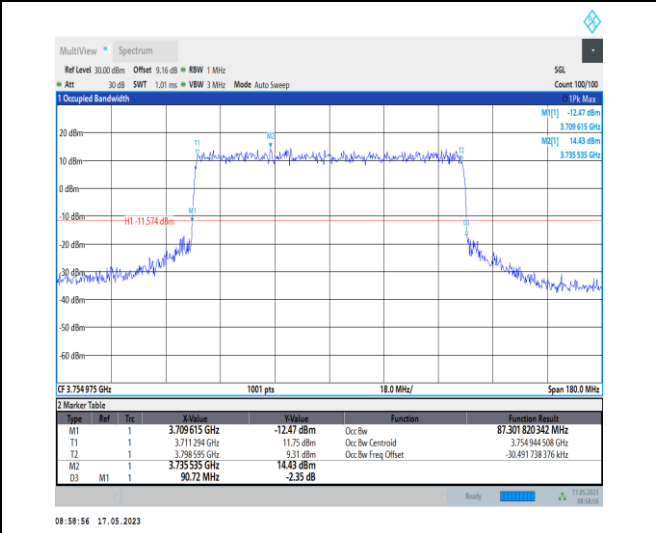 MultiView Spectrum
Ref Level 30.00 dBm Offset 9.16 dB RBW 1 MHz SGL
Att 30 dB SWT 1.01 ms VBW 3 MHz Mode Auto Sweep Count 100/100
1 Occupied Bandwidth 1Pk Max
M1[1] -12.47 dBm
3.709 615 GHz
M2[1] 14.43 dBm
3.735 535 GHz
20 dBm
T1 M2 T2
10 dBm
0 dBm
-10 dBm
M1
H1 -11.574 dBm
D3
-20 dBm
-30 dBm
-40 dBm
-50 dBm
-60 dBm
CF 3.754 975 GHz 1001 pts 18.0 MHz/ Span 180.0 MHz
2 Marker Table
Type Ref Trc X-Value Y-Value Function Function Result
M1 1 3.709 615 GHz -12.47 dBm Occ Bw 87.301 820 342 MHz
T1 1 3.711 294 GHz 11.75 dBm Occ Bw Centroid 3.754 944 508 GHz
T2 1 3.798 595 GHz 9.31 dBm Occ Bw Freq Offset -30.491 738 376 kHz
M2 1 3.735 535 GHz 14.43 dBm
D3 M1 1 90.72 MHz -2.35 dB
Ready 17.05.2023
08:58:56
08:58:56 17.05.2023